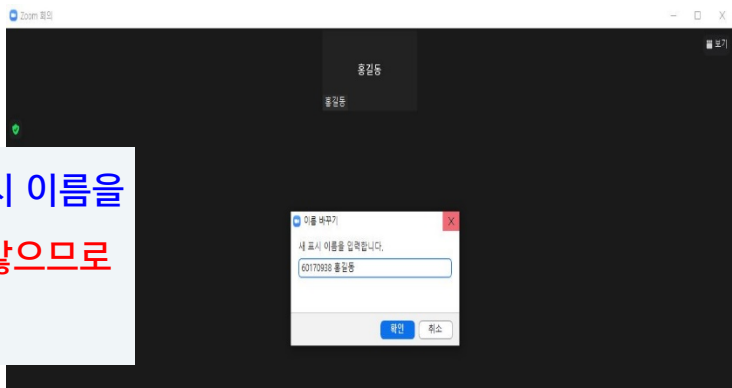 Zoom 회의
보기
홍길동
홍길동
시 이름을
않으므로
이름 바꾸기
새 표시 이름을 입력합니다.
60170938 홍길동
확인 취소